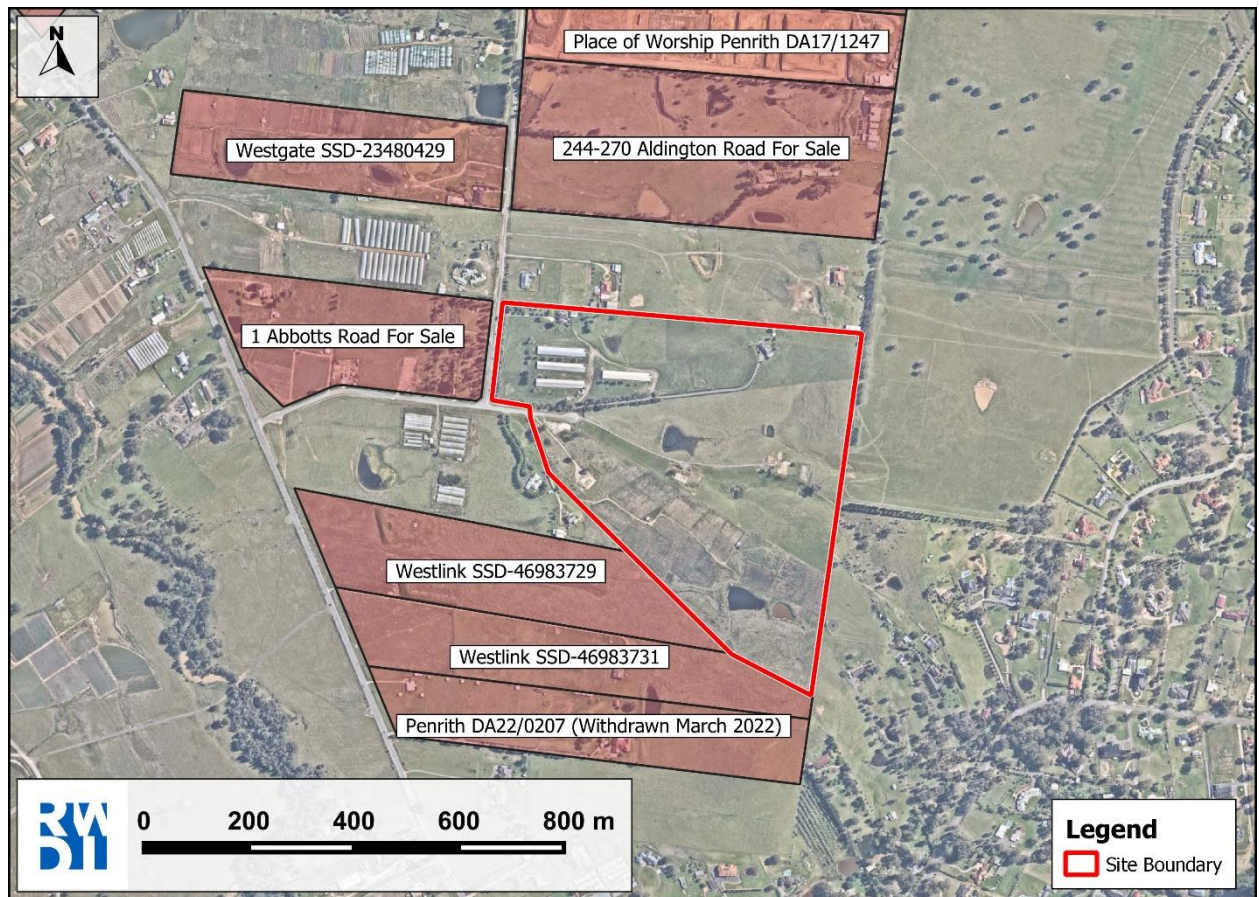 N
Place of Worship Penrith DA17/1247
Westgate SSD-23480429
244-270 Aldington Road For Sale
1 Abbotts Road For Sale
Westlink SSD-46983729
Westlink SSD-46983731
Penrith DA22/0207 (Withdrawn March 2022)
RWDI
0 200 400 600 800 m
Legend
Site Boundary